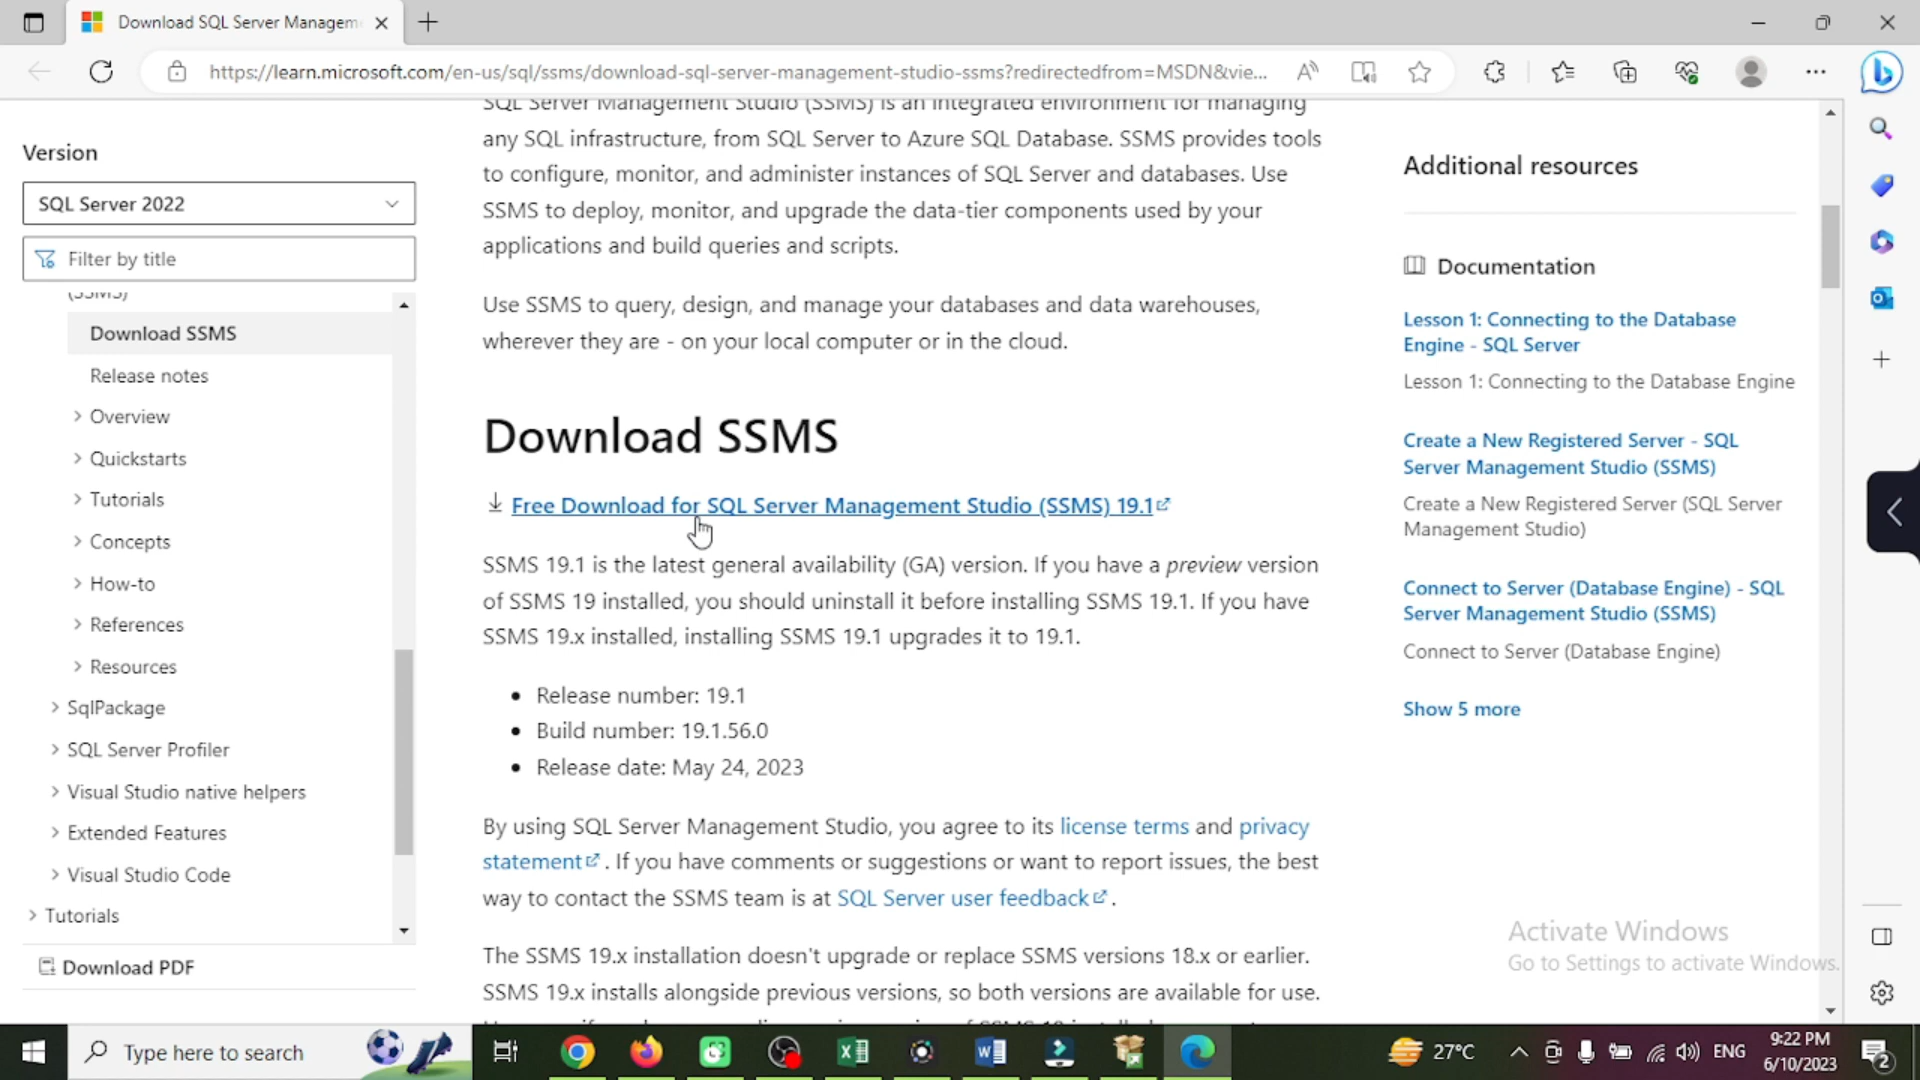 Download SQL Server Managem
https://learn.microsoft.com/en-us/sql/ssms/download-sql-server-management-studio-ssms?redirectedfrom=MSDN&vie...
Version
SQL Server 2022
Filter by title
(SSMS)
Download SSMS
Release notes
Overview
Quickstarts
Tutorials
Concepts
How-to
References
Resources
SqlPackage
SQL Server Profiler
Visual Studio native helpers
Extended Features
Visual Studio Code
Tutorials
Download PDF
SQL Server Management Studio (SSMS) is an integrated environment for managing
any SQL infrastructure, from SQL Server to Azure SQL Database. SSMS provides tools
to configure, monitor, and administer instances of SQL Server and databases. Use
SSMS to deploy, monitor, and upgrade the data-tier components used by your
applications and build queries and scripts.
Use SSMS to query, design, and manage your databases and data warehouses,
wherever they are - on your local computer or in the cloud.
Download SSMS
Free Download for SQL Server Management Studio (SSMS) 19.1
SSMS 19.1 is the latest general availability (GA) version. If you have a preview version
of SSMS 19 installed, you should uninstall it before installing SSMS 19.1. If you have
SSMS 19.x installed, installing SSMS 19.1 upgrades it to 19.1.
• Release number: 19.1
• Build number: 19.1.56.0
• Release date: May 24, 2023
By using SQL Server Management Studio, you agree to its license terms and privacy
statement. If you have comments or suggestions or want to report issues, the best
way to contact the SSMS team is at SQL Server user feedback.
The SSMS 19.x installation doesn't upgrade or replace SSMS versions 18.x or earlier.
SSMS 19.x installs alongside previous versions, so both versions are available for use.
Additional resources
Documentation
Lesson 1: Connecting to the Database
Engine - SQL Server
Lesson 1: Connecting to the Database Engine
Create a New Registered Server - SQL
Server Management Studio (SSMS)
Create a New Registered Server (SQL Server
Management Studio)
Connect to Server (Database Engine) - SQL
Server Management Studio (SSMS)
Connect to Server (Database Engine)
Show 5 more
Activate Windows
Go to Settings to activate Windows.
Type here to search
27°C
ENG
9:22 PM
6/10/2023
2